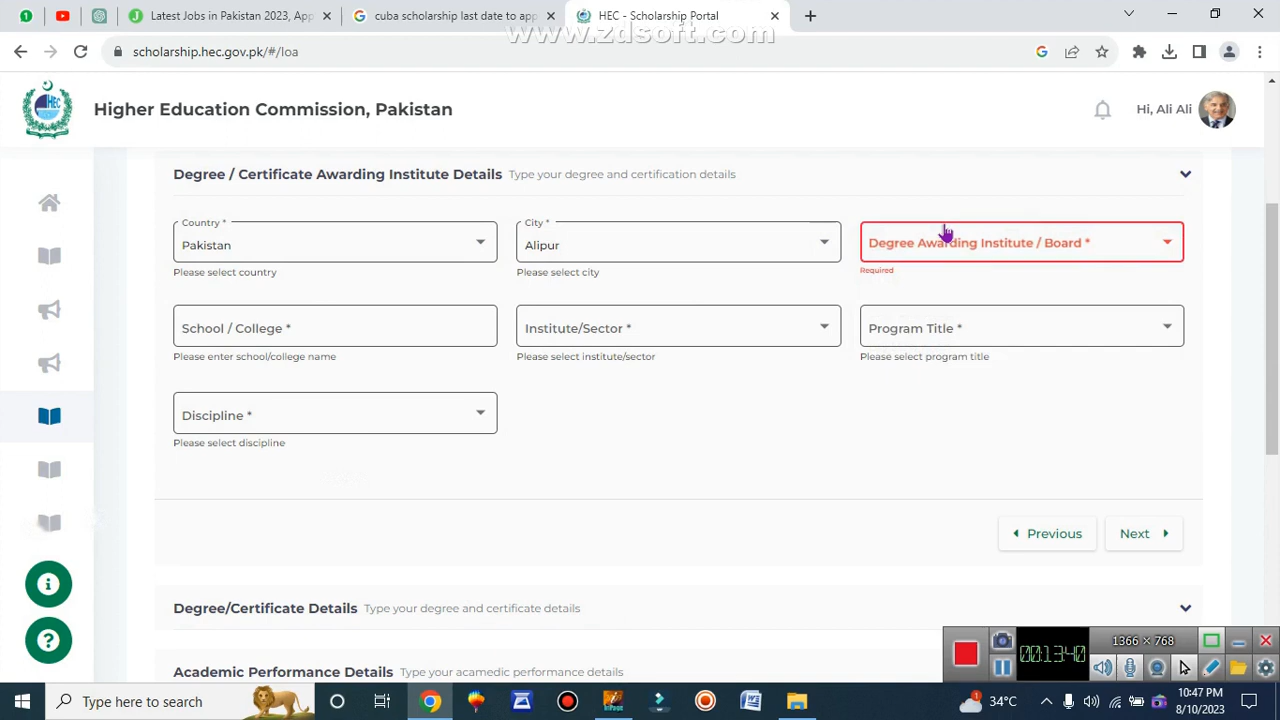 Latest Jobs in Pakistan 2023, App
cuba scholarship last date to app
HEC - Scholarship Portal
www.zdsoft.com
scholarship.hec.gov.pk/#/loa
Higher Education Commission, Pakistan
Hi, Ali Ali
Degree / Certificate Awarding Institute Details Type your degree and certification details
Country * City *
Pakistan Alipur Degree Awarding Institute / Board *
Please select country Please select city Required
School / College * Institute/Sector * Program Title *
Please enter school/college name Please select institute/sector Please select program title
Discipline *
Please select discipline
Previous Next
Degree/Certificate Details Type your degree and certificate details
Academic Performance Details Type your acamedic performance details
1366 × 768
00:13:40
Type here to search
34°C
10:47 PM
8/10/2023